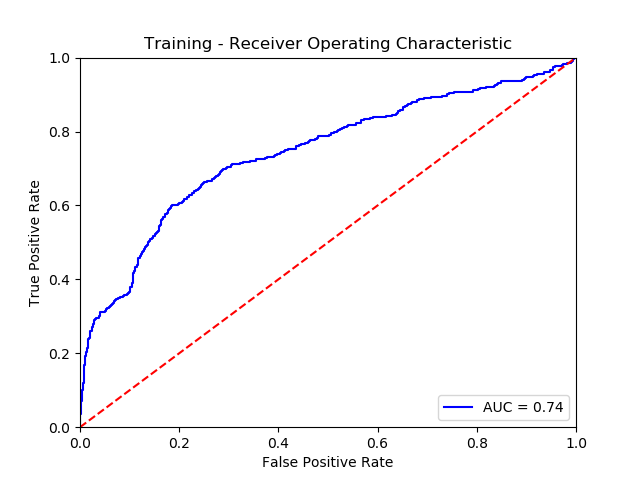 Training - Receiver Operating Characteristic
True Positive Rate
1.0
0.8
0.6
0.4
0.2
0.0
AUC = 0.74
0.0 0.2 0.4 0.6 0.8 1.0
False Positive Rate